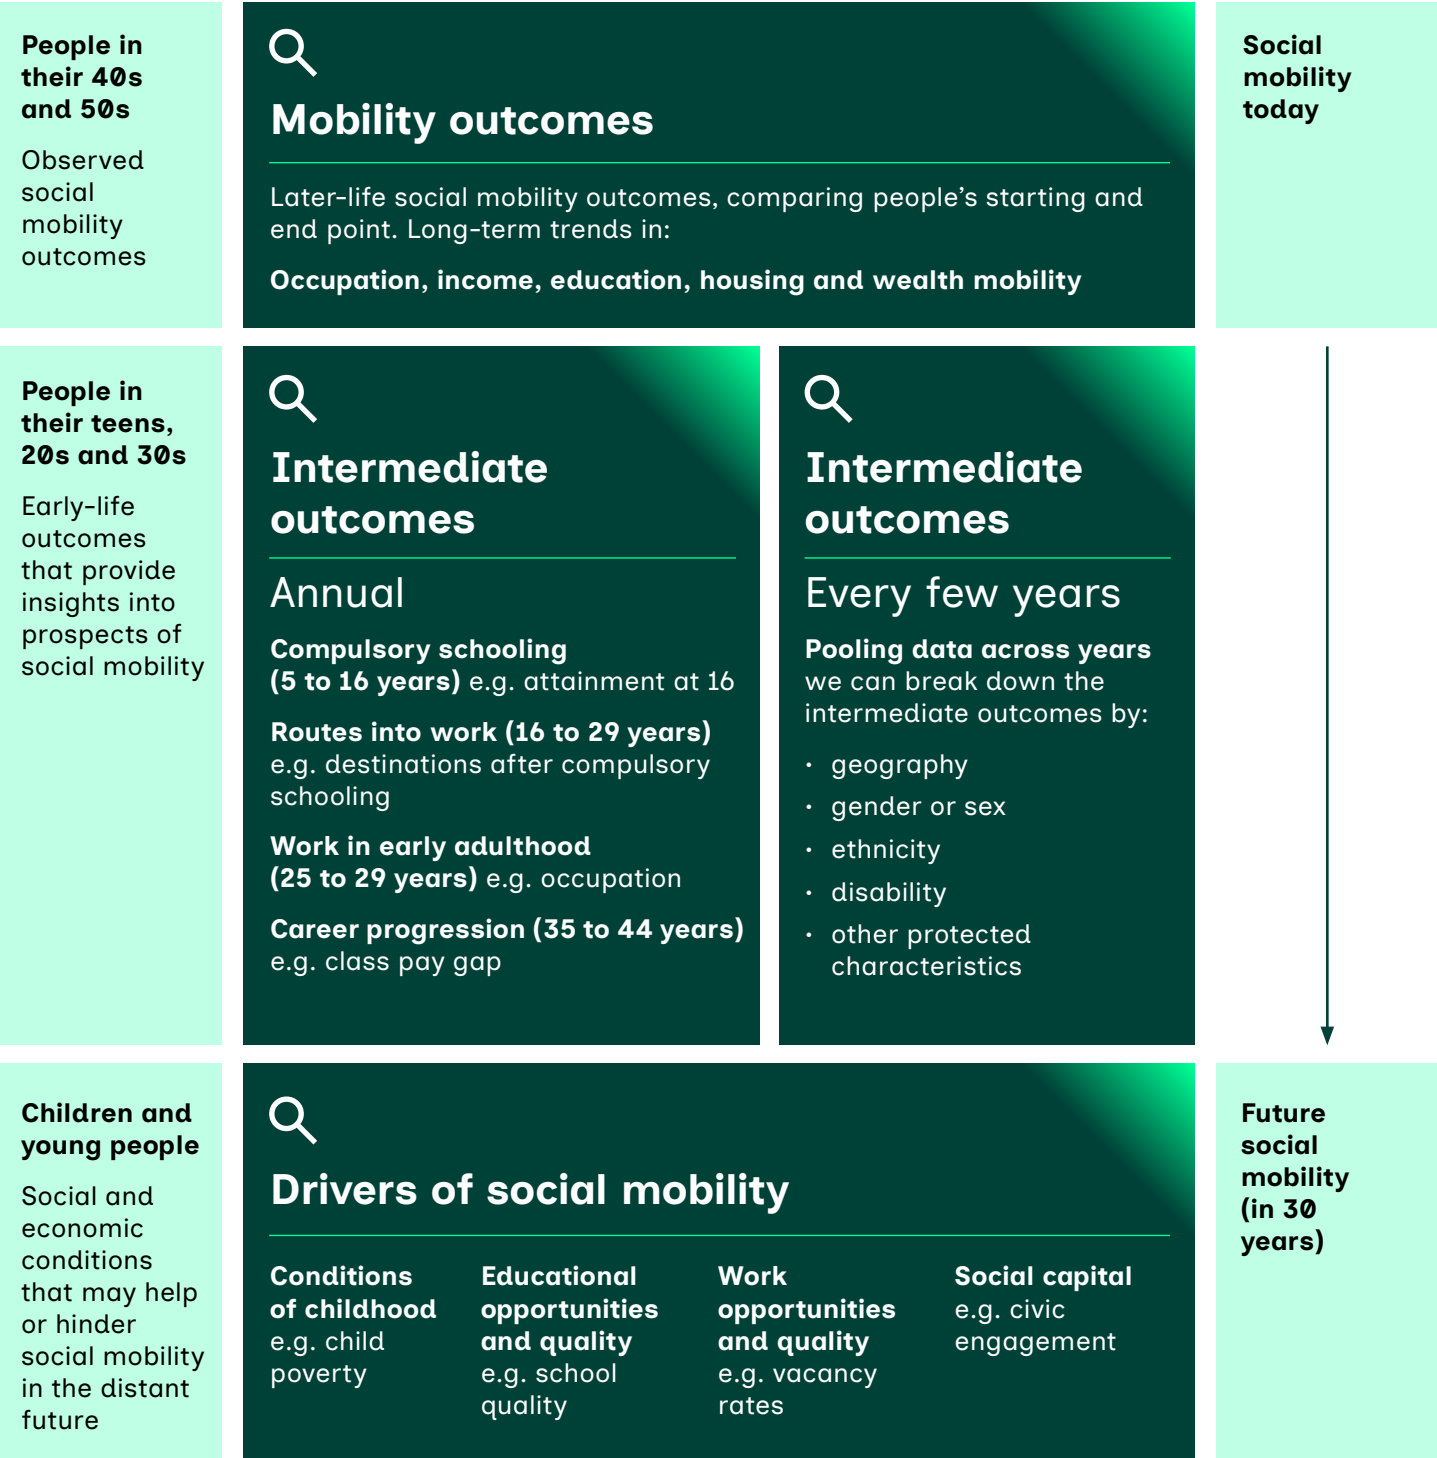 People in
their 40s
and 50s
Observed
social
mobility
outcomes
Mobility outcomes
Later-life social mobility outcomes, comparing people’s starting and
end point. Long-term trends in:
Occupation, income, education, housing and wealth mobility
Social
mobility
today
People in
their teens,
20s and 30s
Early-life
outcomes
that provide
insights into
prospects of
social mobility
Intermediate
outcomes
Annual
Compulsory schooling
(5 to 16 years) e.g. attainment at 16
Routes into work (16 to 29 years)
e.g. destinations after compulsory
schooling
Work in early adulthood
(25 to 29 years) e.g. occupation
Career progression (35 to 44 years)
e.g. class pay gap
Intermediate
outcomes
Every few years
Pooling data across years
we can break down the
intermediate outcomes by:
• geography
• gender or sex
• ethnicity
• disability
• other protected
characteristics
Children and
young people
Social and
economic
conditions
that may help
or hinder
social mobility
in the distant
future
Drivers of social mobility
Conditions
of childhood
e.g. child
poverty
Educational
opportunities
and quality
e.g. school
quality
Work
opportunities
and quality
e.g. vacancy
rates
Social capital
e.g. civic
engagement
Future
social
mobility
(in 30
years)